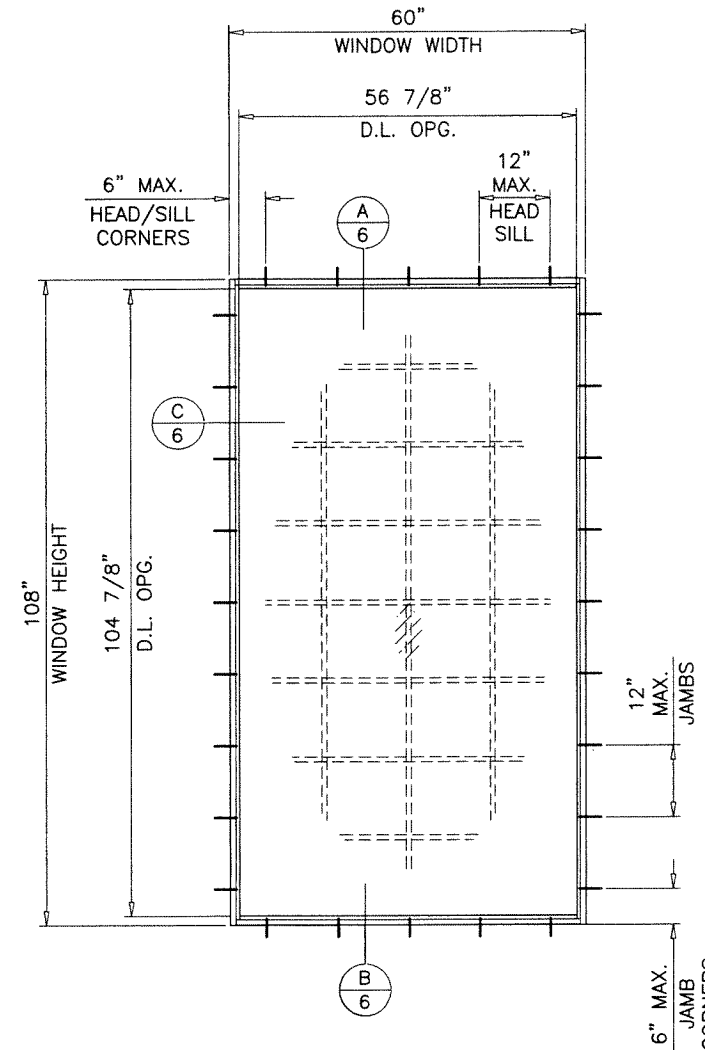 60"
WINDOW WIDTH
56 7/8"
D.L. OPG.
12"
MAX.
HEAD
SILL
6" MAX.
HEAD/SILL
CORNERS
A
6
C
6
108"
WINDOW HEIGHT
104 7/8"
D.L. OPG.
12"
MAX.
JAMBS
B
6
6" MAX.
JAMB
CORNERS